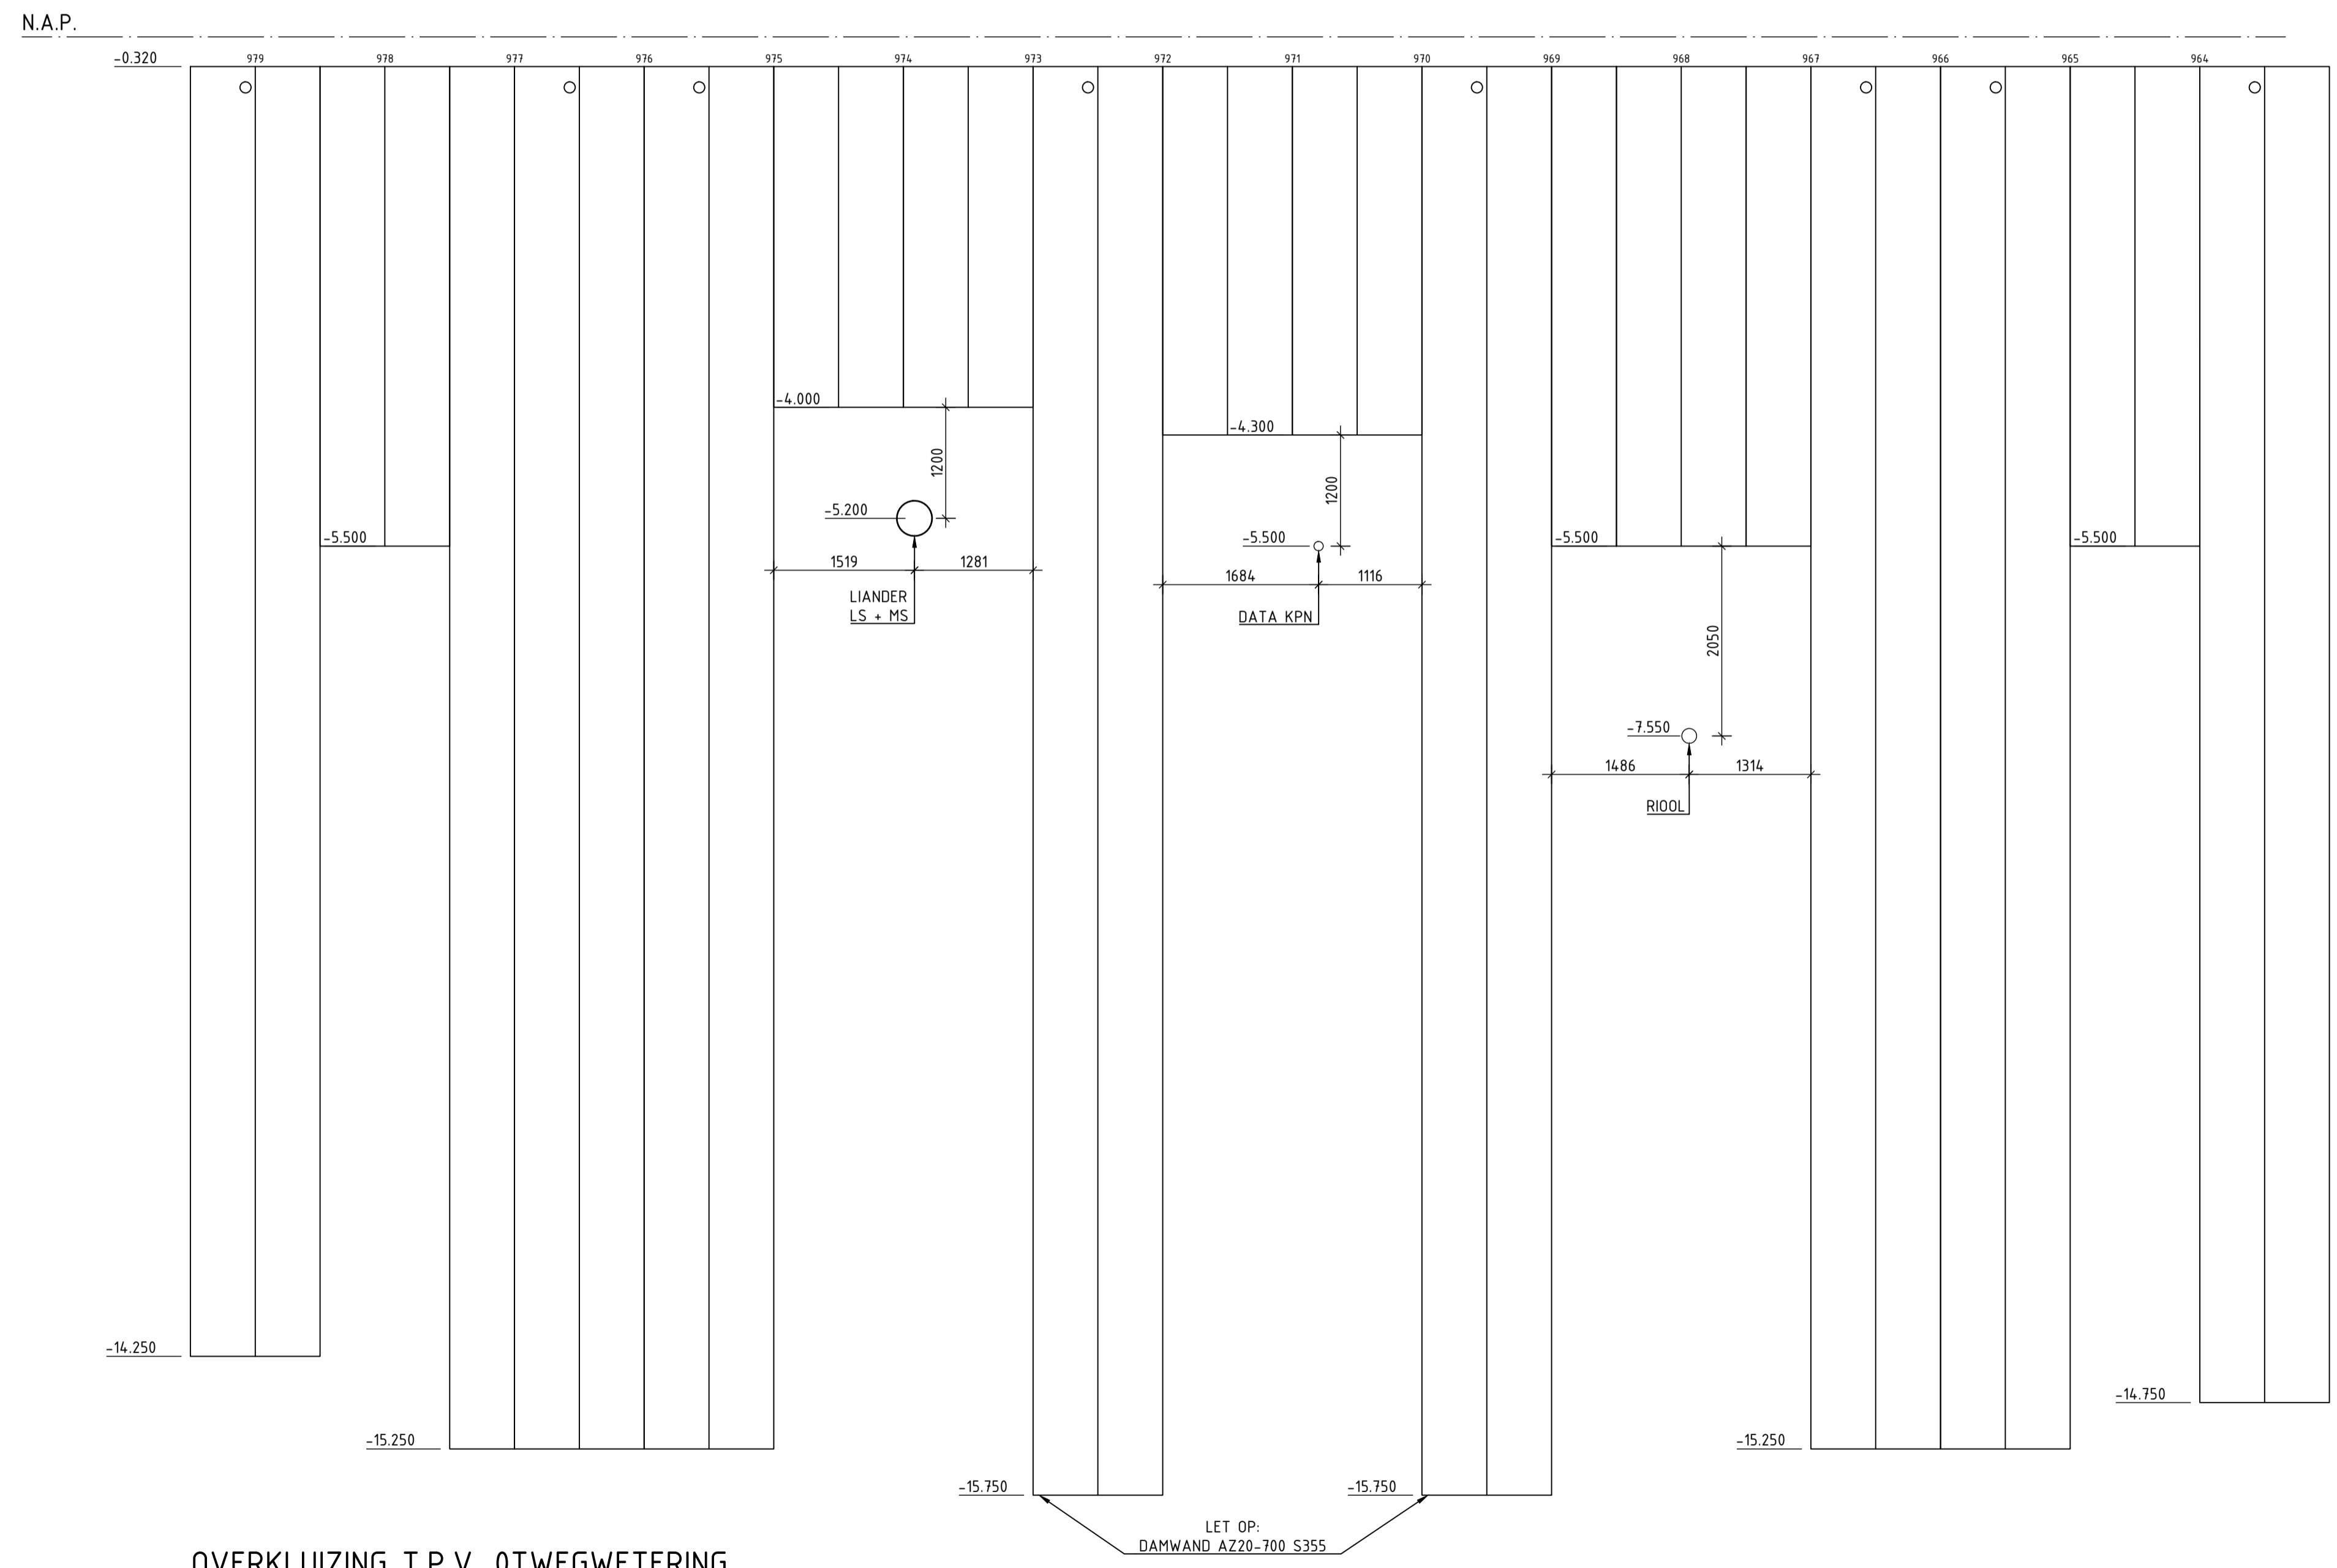 N.A.P.
-0.320
979 978 977 976 975 974 973 972 971 970 969 968 967 966 965 964
-4.000
-4.300
1200
1200
-5.200
-5.500
-5.500
-5.500
-5.500
1519 1281
1684 1116
LIANDER
LS + MS
DATA KPN
2050
-7.550
1486 1314
RIOOL
-14.250
-14.750
-15.250
-15.250
-15.750
-15.750
LET OP:
DAMWAND AZ20-700 S355
OVERKLUIZING T.P.V. OTWEGWETERING